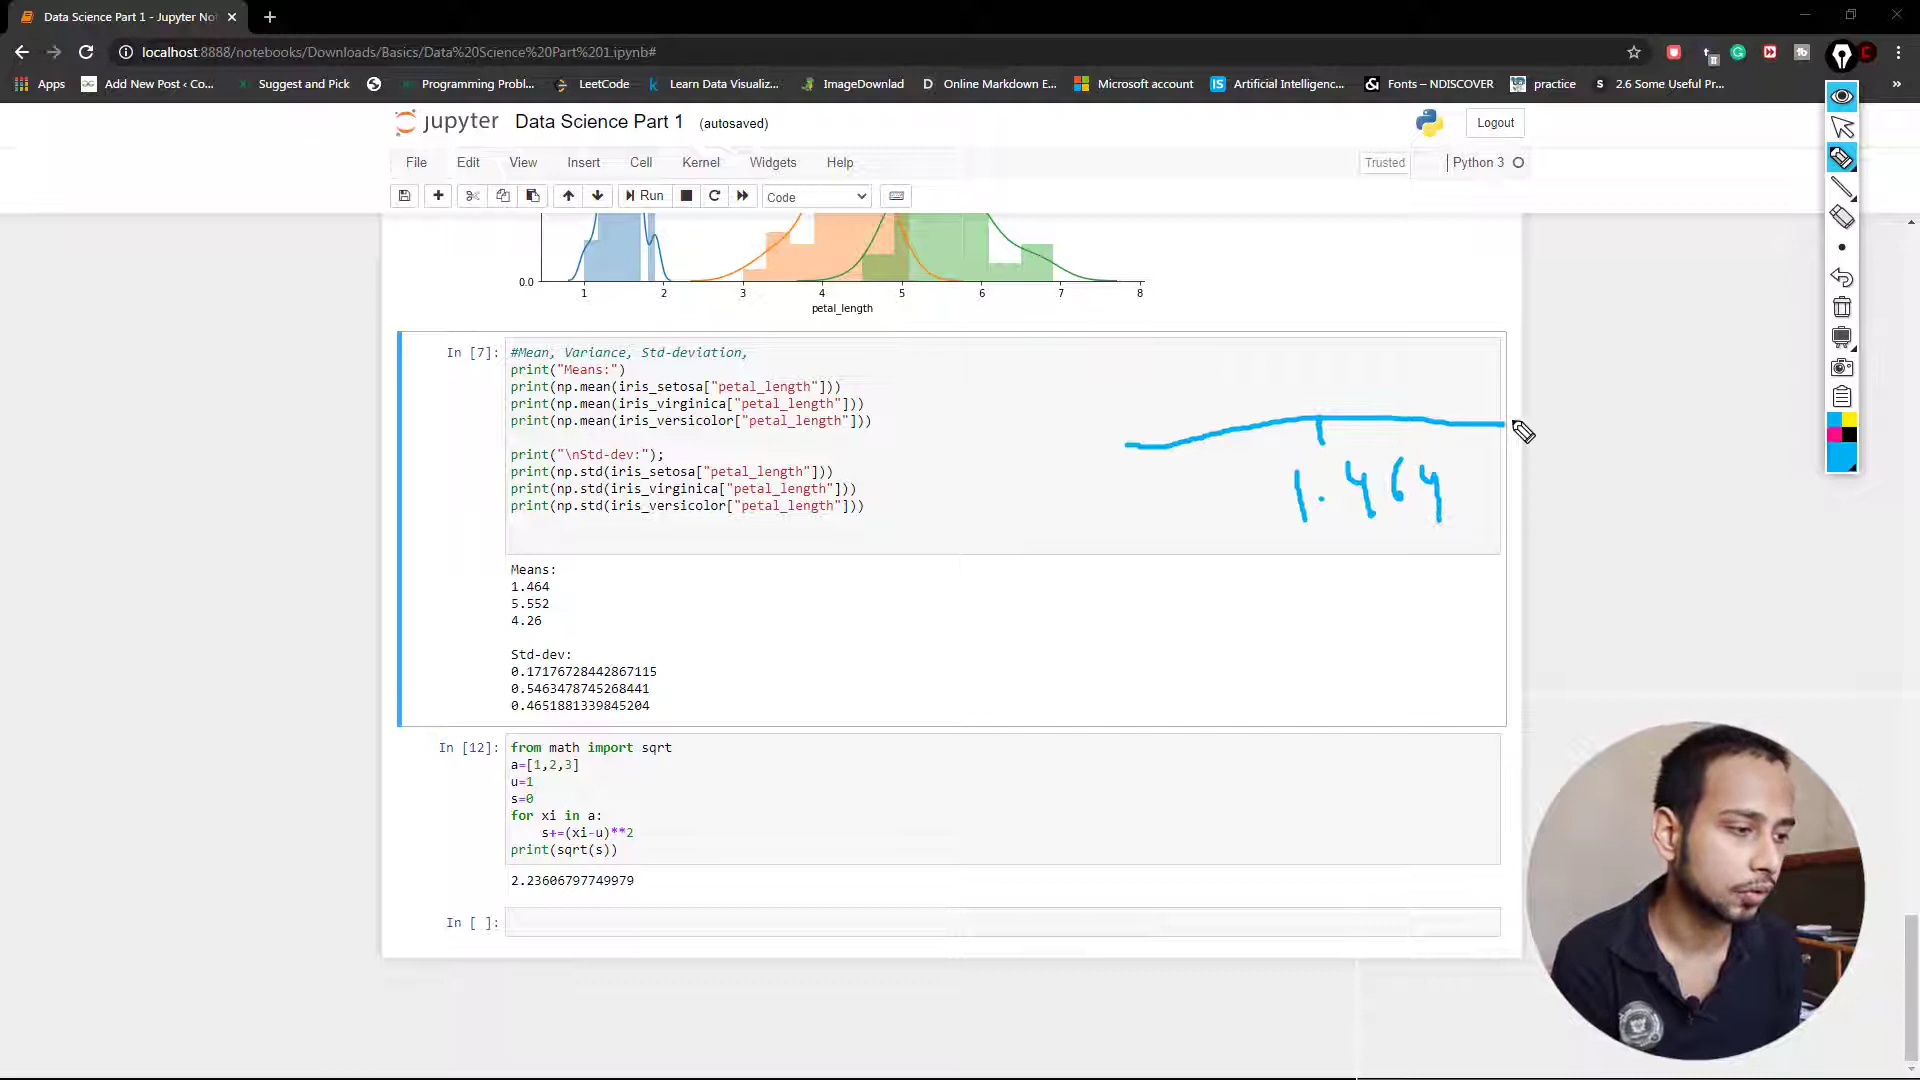 Data Science Part 1 - Jupyter No
localhost:8888/notebooks/Downloads/Basics/Data%20Science%20Part%201.ipynb#
Apps
Add New Post ‹ Co...
Suggest and Pick
Programming Probl...
LeetCode
Learn Data Visualiz...
ImageDownlad
Online Markdown E...
Microsoft account
Artificial Intelligenc...
Fonts – NDISCOVER
practice
2.6 Some Useful Pr...
jupyter Data Science Part 1 (autosaved)
Logout
File Edit View Insert Cell Kernel Widgets Help
Trusted
Python 3
Run
Code
0.0
1 2 3 4 5 6 7 8
petal_length
In [7]:
#Mean, Variance, Std-deviation,
print("Means:")
print(np.mean(iris_setosa["petal_length"]))
print(np.mean(iris_virginica["petal_length"]))
print(np.mean(iris_versicolor["petal_length"]))
print("\nStd-dev:");
print(np.std(iris_setosa["petal_length"]))
print(np.std(iris_virginica["petal_length"]))
print(np.std(iris_versicolor["petal_length"]))
1.464
Means:
1.464
5.552
4.26
Std-dev:
0.17176728442867115
0.5463478745268441
0.4651881339845204
In [12]:
from math import sqrt
a=[1,2,3]
u=1
s=0
for xi in a:
    s+=(xi-u)**2
print(sqrt(s))
2.23606797749979
In [ ]: